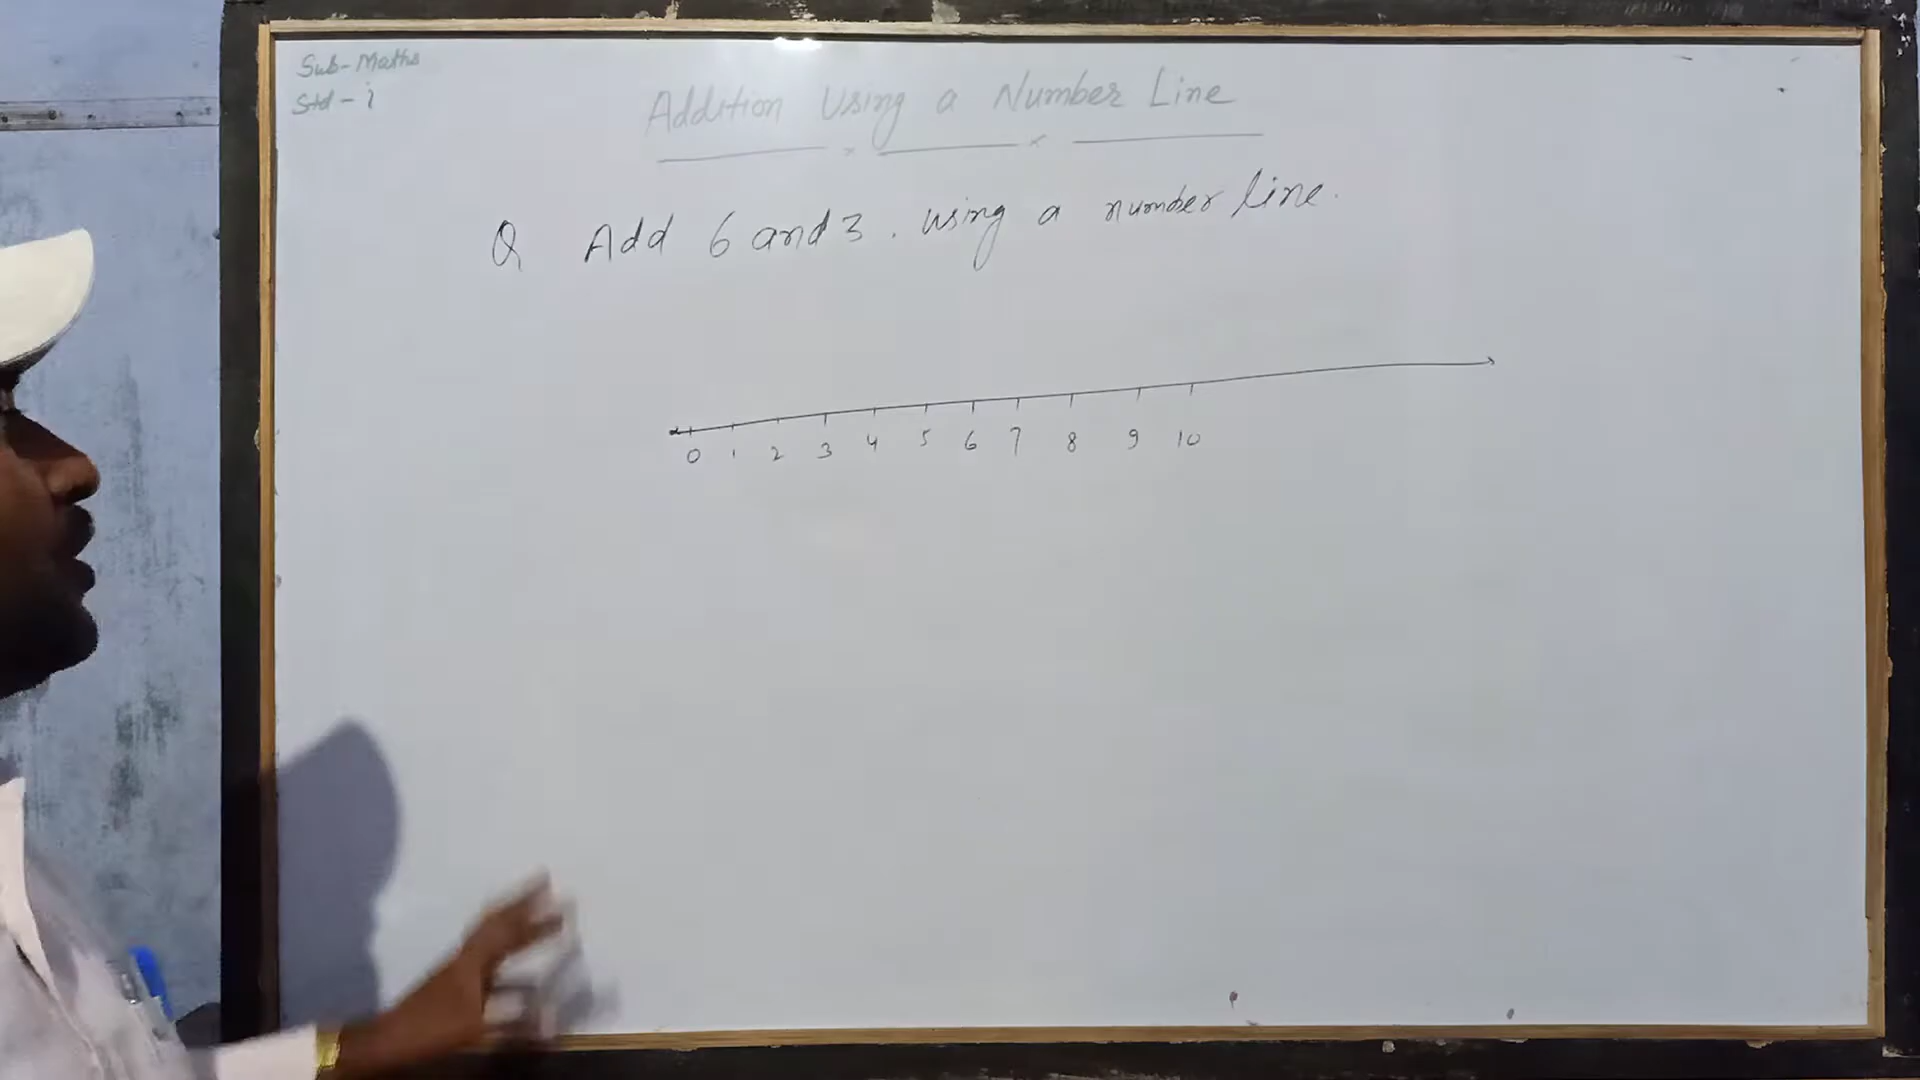 Sub - Maths
Std - i
Addition Using a Number Line
Q Add 6 and 3. using a number line.
0 1 2 3 4 5 6 7 8 9 10